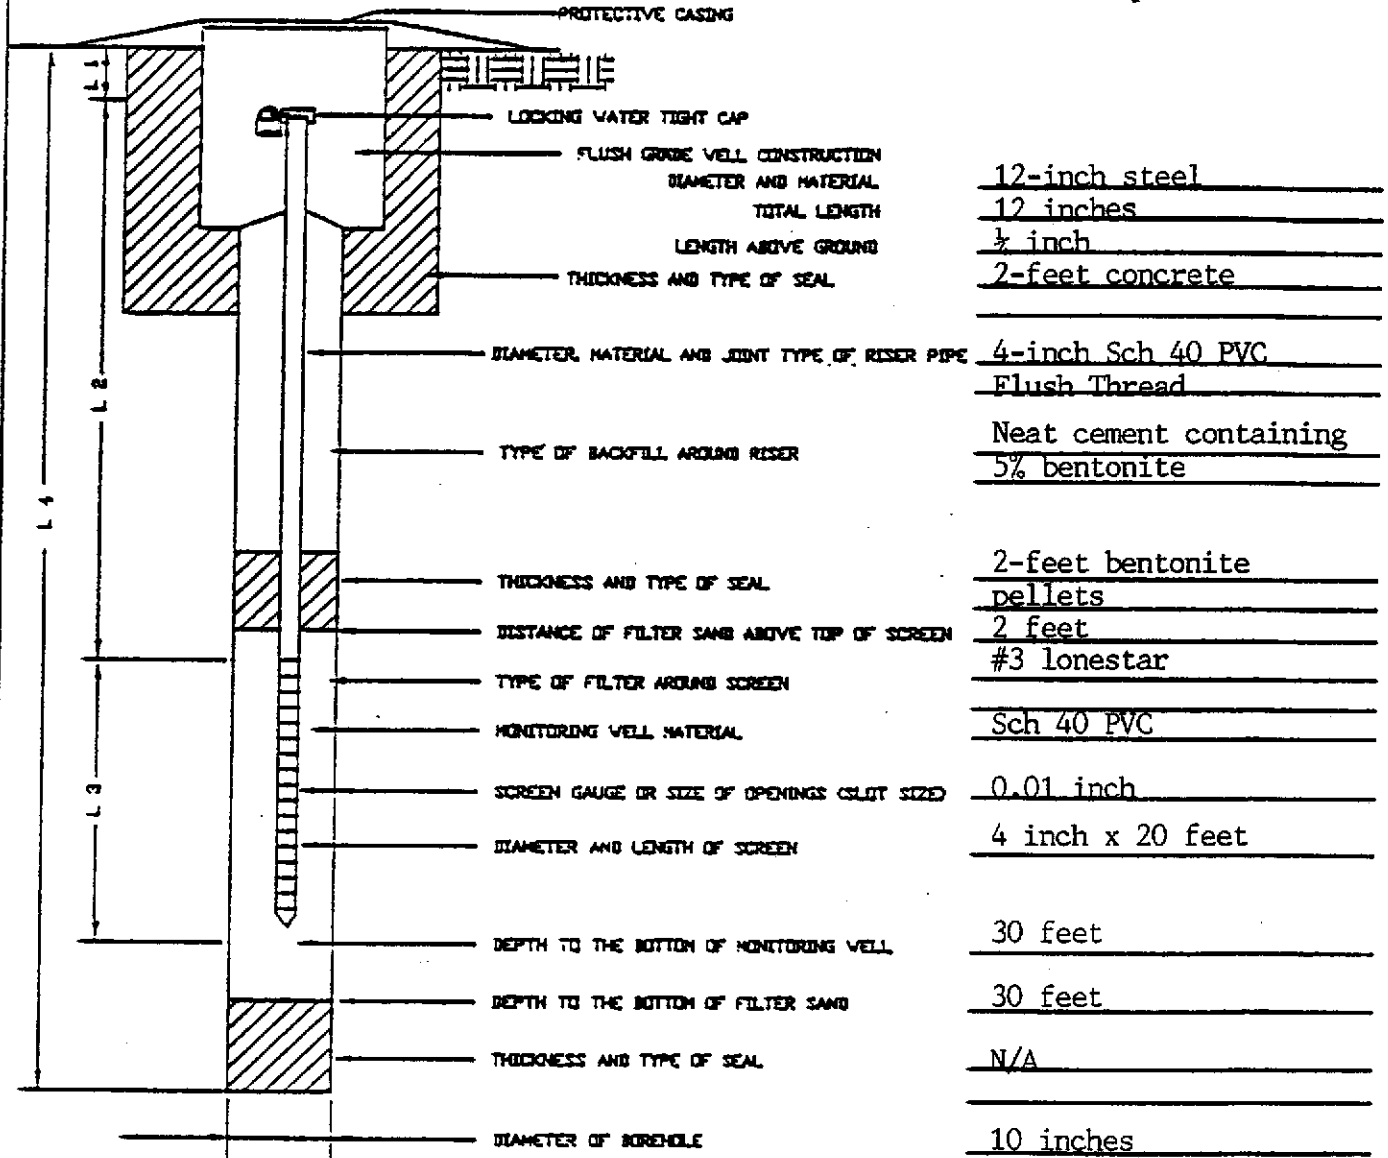 PROTECTIVE CASING
L 1
LOCKING WATER TIGHT CAP
FLUSH GRADE WELL CONSTRUCTION
DIAMETER AND MATERIAL 12-inch steel
TOTAL LENGTH 12 inches
LENGTH ABOVE GROUND ½ inch
THICKNESS AND TYPE OF SEAL 2-feet concrete
DIAMETER, MATERIAL AND JOINT TYPE OF RISER PIPE 4-inch Sch 40 PVC
Flush Thread
L 2
TYPE OF BACKFILL AROUND RISER Neat cement containing
5% bentonite
L 4
THICKNESS AND TYPE OF SEAL 2-feet bentonite
pellets
DISTANCE OF FILTER SAND ABOVE TOP OF SCREEN 2 feet
TYPE OF FILTER AROUND SCREEN #3 lonestar
MONITORING WELL MATERIAL Sch 40 PVC
L 3
SCREEN GAUGE OR SIZE OF OPENINGS (SLOT SIZE) 0.01 inch
DIAMETER AND LENGTH OF SCREEN 4 inch x 20 feet
DEPTH TO THE BOTTOM OF MONITORING WELL 30 feet
DEPTH TO THE BOTTOM OF FILTER SAND 30 feet
THICKNESS AND TYPE OF SEAL N/A
DIAMETER OF BOREHOLE 10 inches